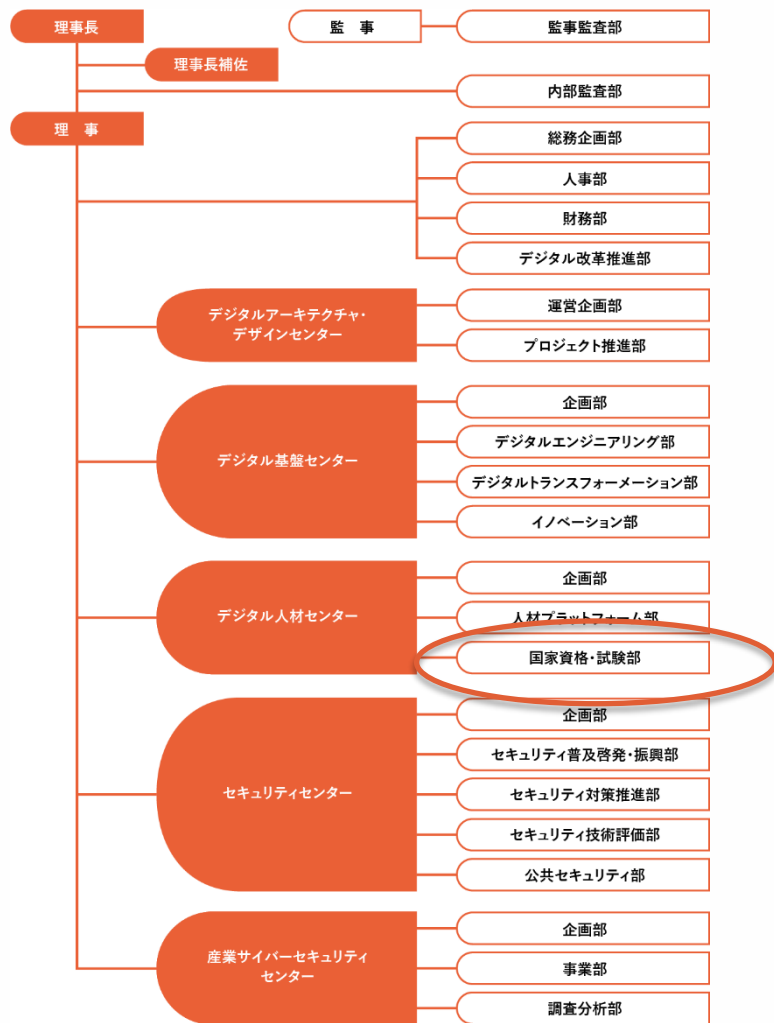 理事長
監　事
監事監査部
理事長補佐
内部監査部
理　事
総務企画部
人事部
財務部
デジタル改革推進部
デジタルアーキテクチャ・
デザインセンター
運営企画部
プロジェクト推進部
デジタル基盤センター
企画部
デジタルエンジニアリング部
デジタルトランスフォーメーション部
イノベーション部
デジタル人材センター
企画部
人材プラットフォーム部
国家資格・試験部
セキュリティセンター
企画部
セキュリティ普及啓発・振興部
セキュリティ対策推進部
セキュリティ技術評価部
公共セキュリティ部
産業サイバーセキュリティ
センター
企画部
事業部
調査分析部